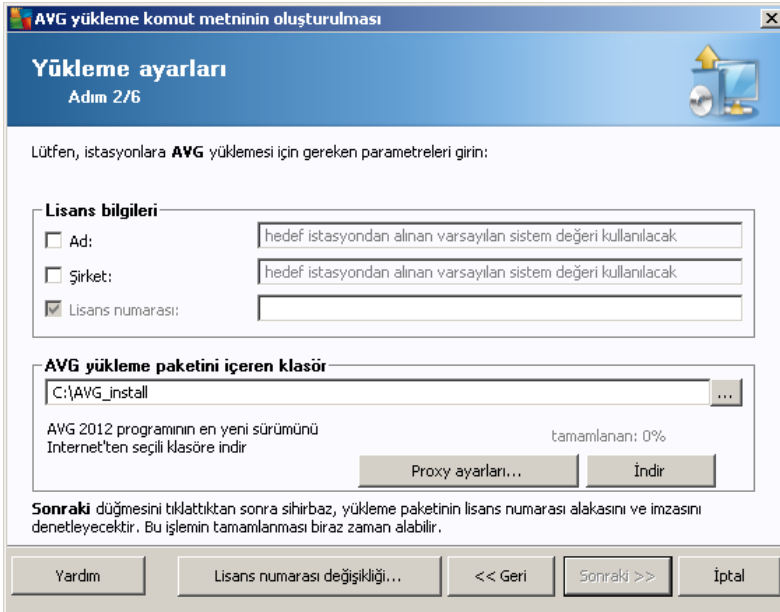 AVG yükleme komut metninin oluşturulması
Yükleme ayarları
Adım 2/6
Lütfen, istasyonlara AVG yüklemesi için gereken parametreleri girin:
Lisans bilgileri
Ad:
hedef istasyondan alınan varsayılan sistem değeri kullanılacak
Şirket:
hedef istasyondan alınan varsayılan sistem değeri kullanılacak
Lisans numarası:
AVG yükleme paketini içeren klasör
C:\AVG_install
...
AVG 2012 programının en yeni sürümünü
Internet'ten seçili klasöre indir
tamamlanan: 0%
Proxy ayarları...
İndir
Sonraki düğmesini tıklattıktan sonra sihirbaz, yükleme paketinin lisans numarası alakasını ve imzasını
denetleyecektir. Bu işlemin tamamlanması biraz zaman alabilir.
Yardım
Lisans numarası değişikliği...
<< Geri
Sonraki >>
İptal